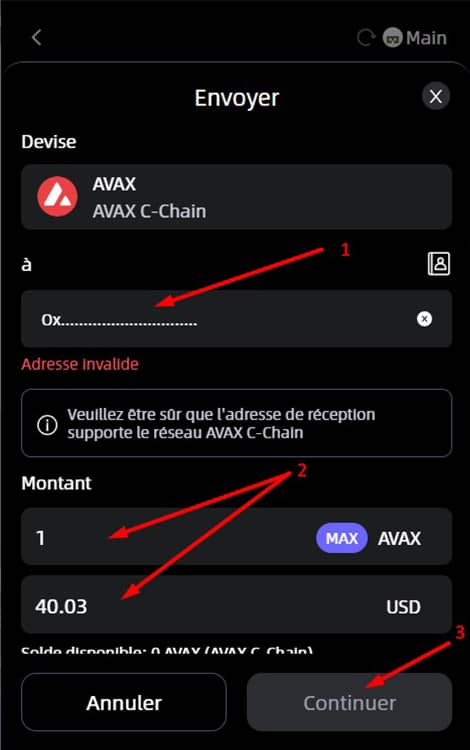 Main
Envoyer
Devise
AVAX
AVAX C-Chain
à
1
0x..............................
Adresse invalide
Veuillez être sûr que l'adresse de réception
supporte le réseau AVAX C-Chain
Montant
2
1 MAX AVAX
40.03 USD
3
Solde disponible: 0 AVAX (AVAX C-Chain)
Annuler Continuer